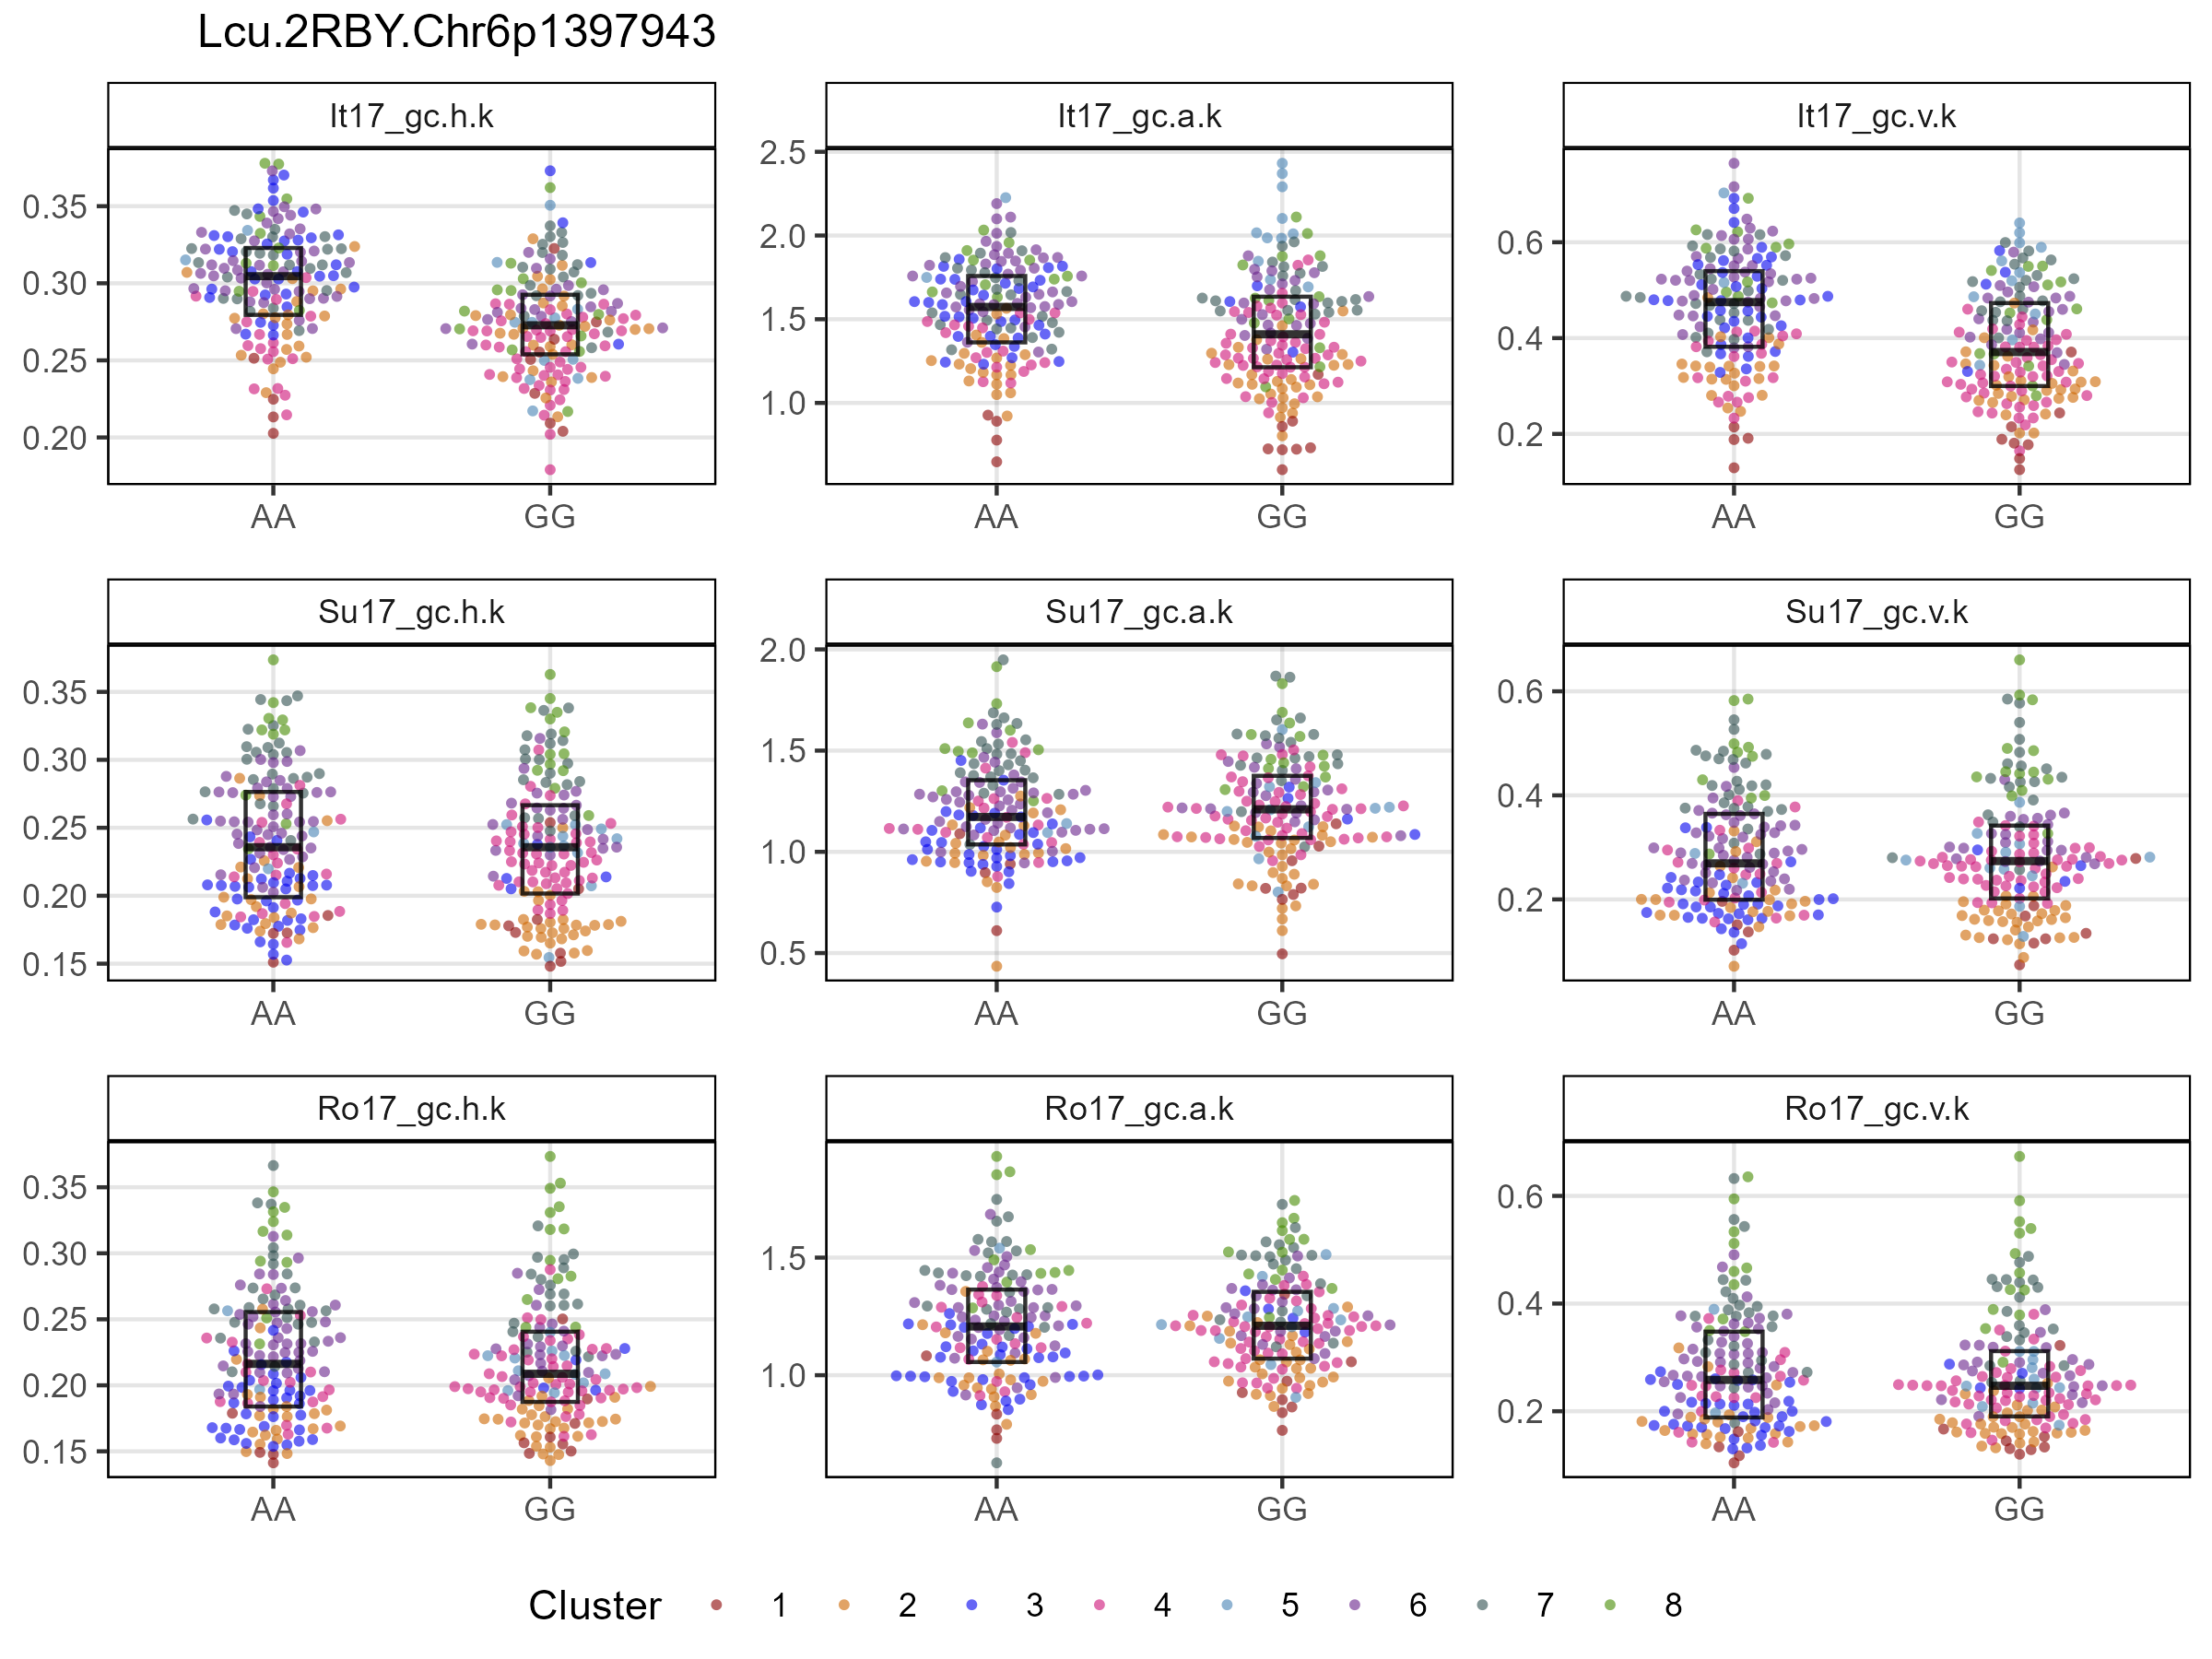 Lcu.2RBY.Chr6p1397943
It17_gc.h.k
It17_gc.a.k
It17_gc.v.k
0.35
0.30
0.25
0.20
AA
GG
2.5
2.0
1.5
1.0
AA
GG
0.6
0.4
0.2
AA
GG
Su17_gc.h.k
Su17_gc.a.k
Su17_gc.v.k
0.35
0.30
0.25
0.20
0.15
AA
GG
2.0
1.5
1.0
0.5
AA
GG
0.6
0.4
0.2
AA
GG
Ro17_gc.h.k
Ro17_gc.a.k
Ro17_gc.v.k
0.35
0.30
0.25
0.20
0.15
AA
GG
1.5
1.0
AA
GG
0.6
0.4
0.2
AA
GG
Cluster 1 2 3 4 5 6 7 8